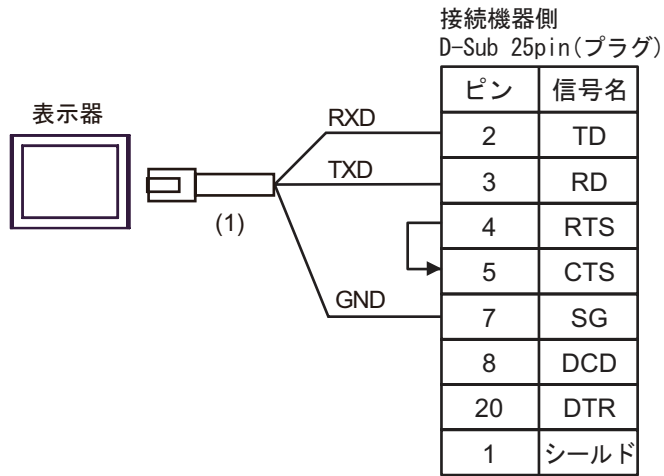 接続機器側
D-Sub 25pin(プラグ)
表示器
(1)
RXD
TXD
GND
ピン 信号名
2 TD
3 RD
4 RTS
5 CTS
7 SG
8 DCD
20 DTR
1 シールド